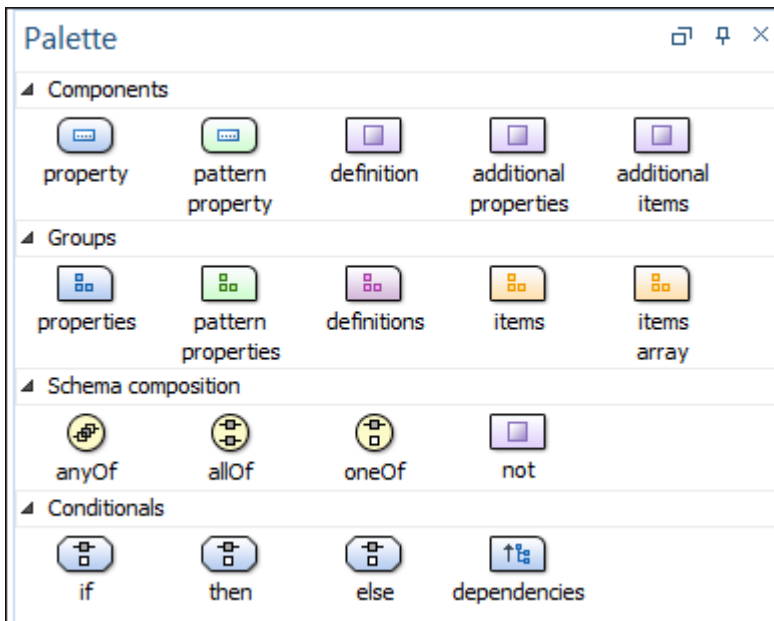 Palette
Components
property pattern property definition additional properties additional items
Groups
properties pattern properties definitions items items array
Schema composition
anyOf allOf oneOf not
Conditionals
if then else dependencies